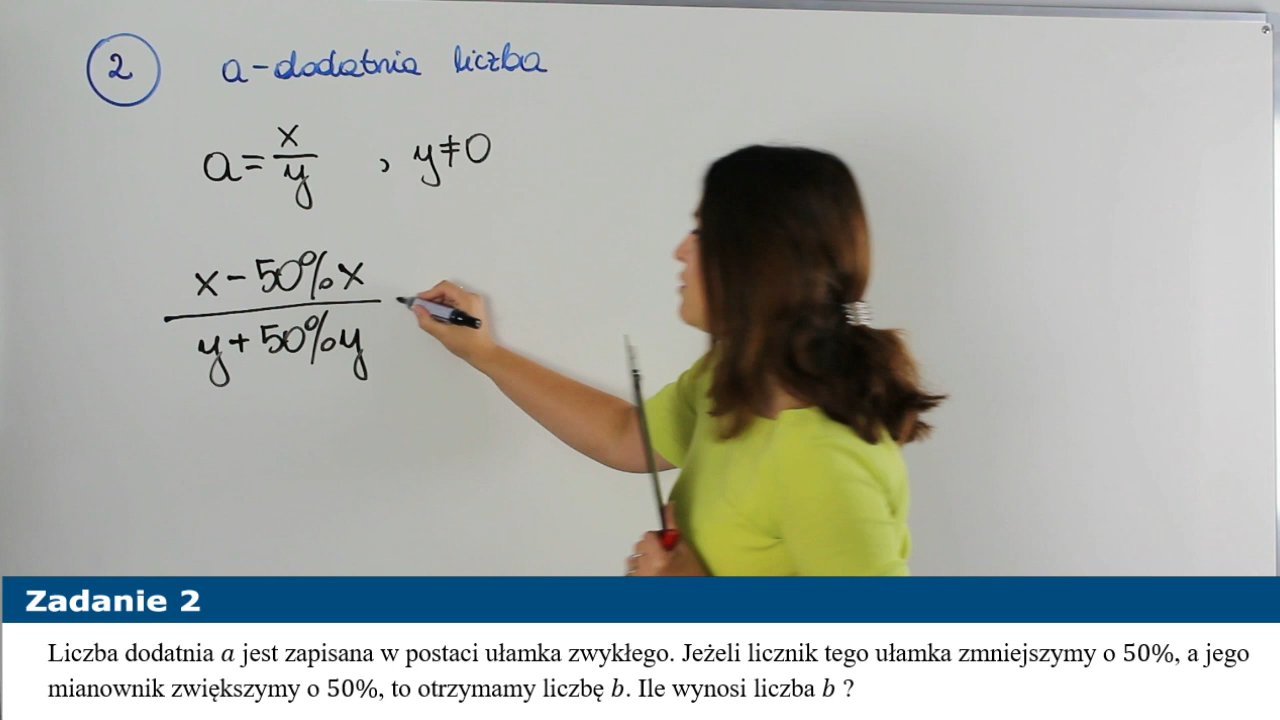 2 a-dodatnia liczba
a = x/y , y≠0
x - 50%x
y + 50%y
Zadanie 2
Liczba dodatnia a jest zapisana w postaci ułamka zwykłego. Jeżeli licznik tego ułamka zmniejszymy o 50%, a jego
mianownik zwiększymy o 50%, to otrzymamy liczbę b. Ile wynosi liczba b ?